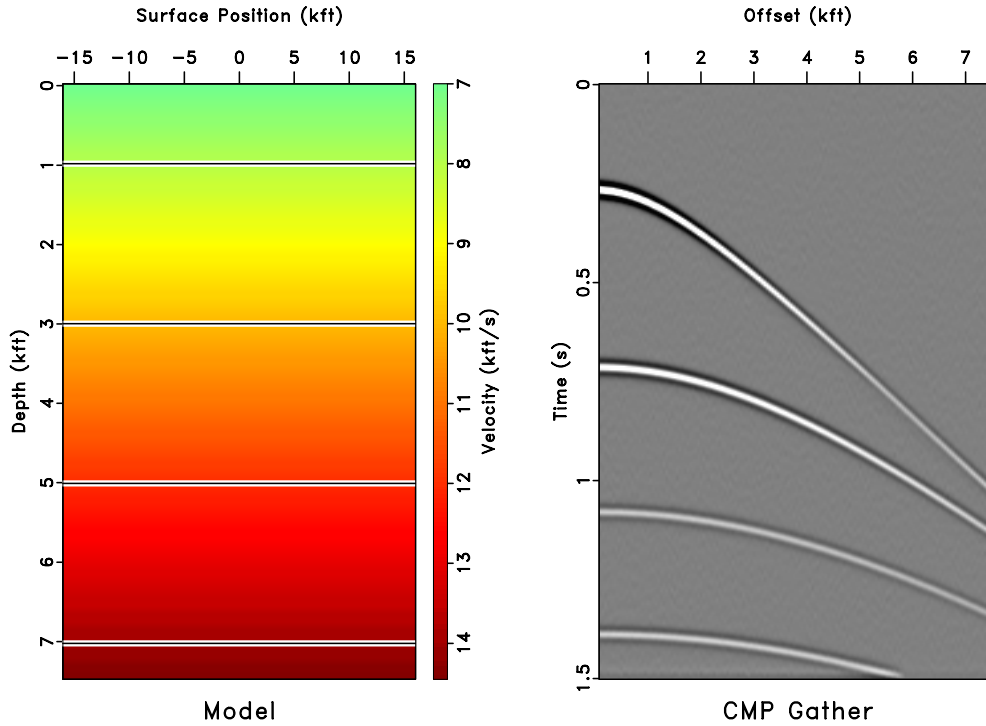 Surface Position (kft)
−15 −10 −5 0 5 10 15
0
1
2
3
4
5
6
7
Depth (kft)
7
8
9
10
11
12
13
14
Velocity (kft/s)
Model
Offset (kft)
1 2 3 4 5 6 7
0
0.5
1
1.5
Time (s)
CMP Gather